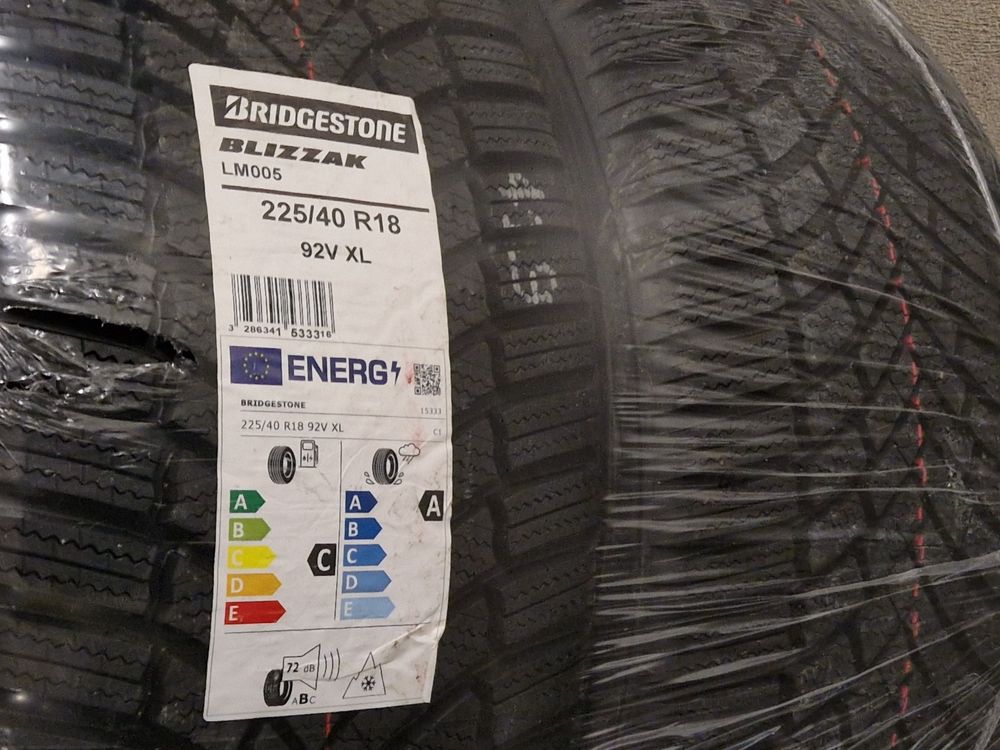 BRIDGESTONE
BLIZZAK
LM005
225/40 R18
92V XL
3 286341 533316
ENERG
BRIDGESTONE 15333
225/40 R18 92V XL C1
A A A
B B
C C C
D D
E E
72 dB
ABC